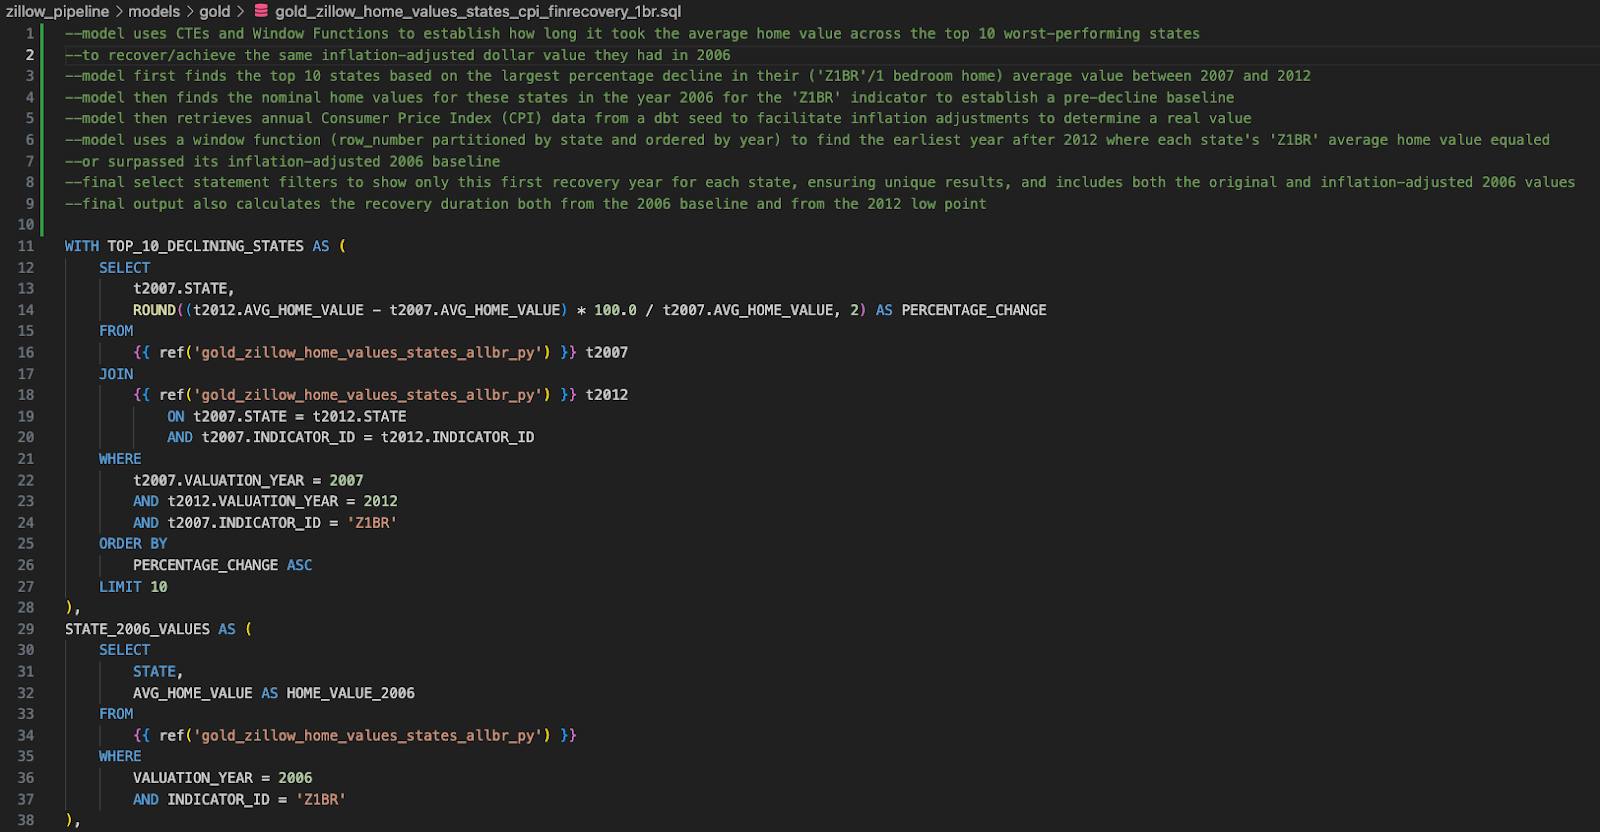 zillow_pipeline > models > gold > gold_zillow_home_values_states_cpi_finrecovery_1br.sql
1 --model uses CTEs and Window Functions to establish how long it took the average home value across the top 10 worst-performing states
2 --to recover/achieve the same inflation-adjusted dollar value they had in 2006
3 --model first finds the top 10 states based on the largest percentage decline in their ('Z1BR'/1 bedroom home) average value between 2007 and 2012
4 --model then finds the nominal home values for these states in the year 2006 for the 'Z1BR' indicator to establish a pre-decline baseline
5 --model then retrieves annual Consumer Price Index (CPI) data from a dbt seed to facilitate inflation adjustments to determine a real value
6 --model uses a window function (row_number partitioned by state and ordered by year) to find the earliest year after 2012 where each state's 'Z1BR' average home value equaled
7 --or surpassed its inflation-adjusted 2006 baseline
8 --final select statement filters to show only this first recovery year for each state, ensuring unique results, and includes both the original and inflation-adjusted 2006 values
9 --final output also calculates the recovery duration both from the 2006 baseline and from the 2012 low point
10
11 WITH TOP_10_DECLINING_STATES AS (
12 SELECT
13 t2007.STATE,
14 ROUND((t2012.AVG_HOME_VALUE - t2007.AVG_HOME_VALUE) * 100.0 / t2007.AVG_HOME_VALUE, 2) AS PERCENTAGE_CHANGE
15 FROM
16 {{ ref('gold_zillow_home_values_states_allbr_py') }} t2007
17 JOIN
18 {{ ref('gold_zillow_home_values_states_allbr_py') }} t2012
19 ON t2007.STATE = t2012.STATE
20 AND t2007.INDICATOR_ID = t2012.INDICATOR_ID
21 WHERE
22 t2007.VALUATION_YEAR = 2007
23 AND t2012.VALUATION_YEAR = 2012
24 AND t2007.INDICATOR_ID = 'Z1BR'
25 ORDER BY
26 PERCENTAGE_CHANGE ASC
27 LIMIT 10
28 ),
29 STATE_2006_VALUES AS (
30 SELECT
31 STATE,
32 AVG_HOME_VALUE AS HOME_VALUE_2006
33 FROM
34 {{ ref('gold_zillow_home_values_states_allbr_py') }}
35 WHERE
36 VALUATION_YEAR = 2006
37 AND INDICATOR_ID = 'Z1BR'
38 ),